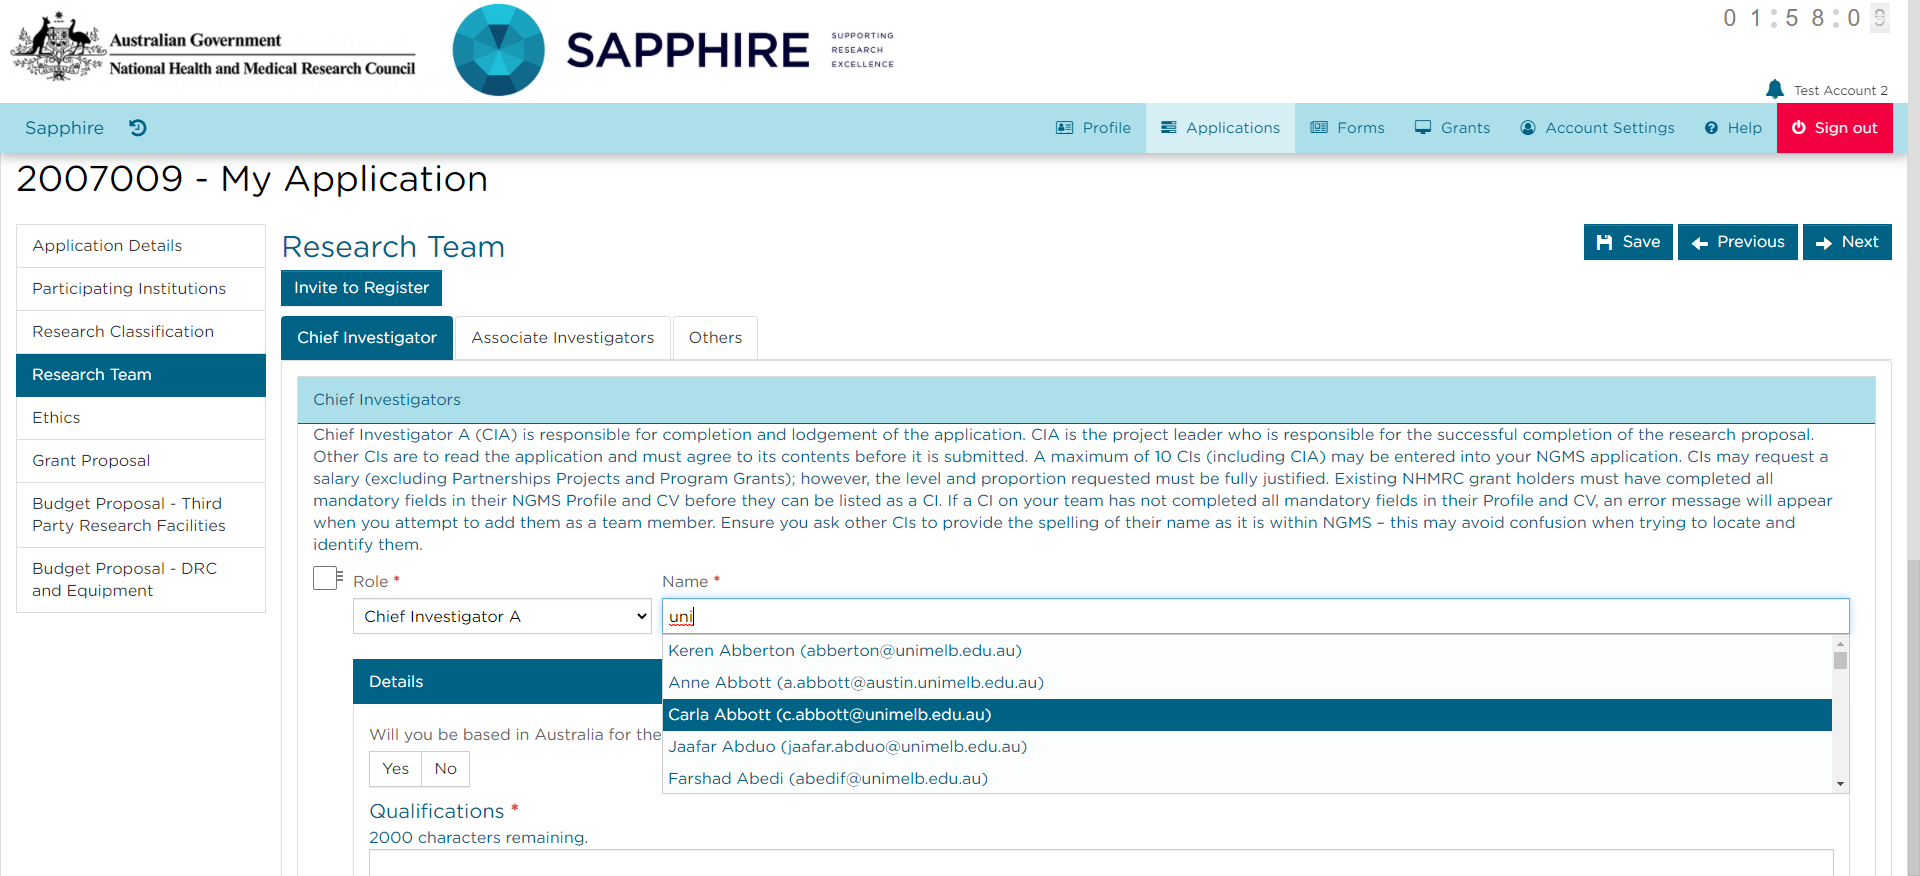 Australian Government
National Health and Medical Research Council
SAPPHIRE
SUPPORTING
RESEARCH
EXCELLENCE
01:58:0
Test Account 2
Sapphire
Profile
Applications
Forms
Grants
Account Settings
Help
Sign out
2007009 - My Application
Application Details
Participating Institutions
Research Classification
Research Team
Ethics
Grant Proposal
Budget Proposal - Third
Party Research Facilities
Budget Proposal - DRC
and Equipment
Research Team
Save
Previous
Next
Invite to Register
Chief Investigator
Associate Investigators
Others
Chief Investigators
Chief Investigator A (CIA) is responsible for completion and lodgement of the application. CIA is the project leader who is responsible for the successful completion of the research proposal.
Other CIs are to read the application and must agree to its contents before it is submitted. A maximum of 10 CIs (including CIA) may be entered into your NGMS application. CIs may request a
salary (excluding Partnerships Projects and Program Grants); however, the level and proportion requested must be fully justified. Existing NHMRC grant holders must have completed all
mandatory fields in their NGMS Profile and CV before they can be listed as a CI. If a CI on your team has not completed all mandatory fields in their Profile and CV, an error message will appear
when you attempt to add them as a team member. Ensure you ask other CIs to provide the spelling of their name as it is within NGMS – this may avoid confusion when trying to locate and
identify them.
Role *
Name *
Chief Investigator A
uni
Keren Abberton (abberton@unimelb.edu.au)
Anne Abbott (a.abbott@austin.unimelb.edu.au)
Carla Abbott (c.abbott@unimelb.edu.au)
Jaafar Abduo (jaafar.abduo@unimelb.edu.au)
Farshad Abedi (abedif@unimelb.edu.au)
Details
Will you be based in Australia for the
Yes
No
Qualifications *
2000 characters remaining.